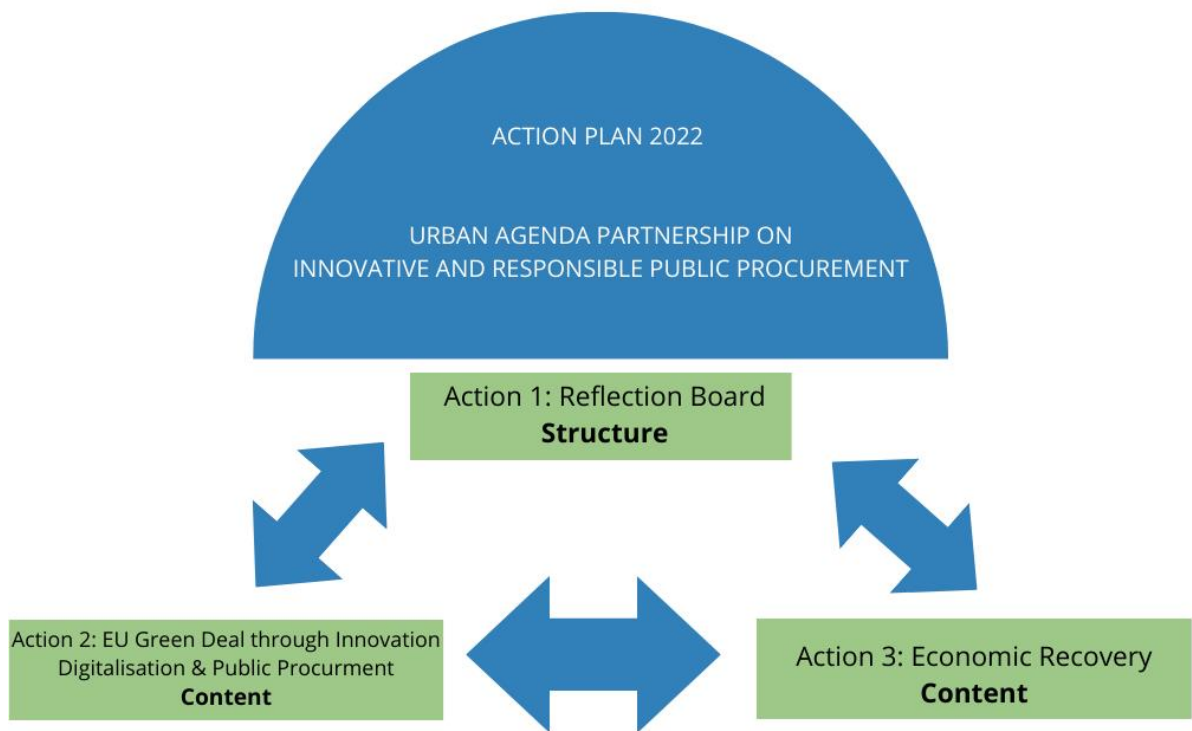 ACTION PLAN 2022
URBAN AGENDA PARTNERSHIP ON
INNOVATIVE AND RESPONSIBLE PUBLIC PROCUREMENT
Action 1: Reflection Board
Structure
Action 2: EU Green Deal through Innovation
Digitalisation & Public Procurment
Content
Action 3: Economic Recovery
Content